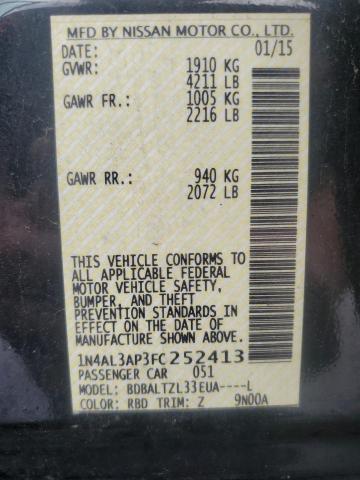 MFD BY NISSAN MOTOR CO., LTD.
DATE: 01/15
GVWR: 1910 KG
4211 LB
GAWR FR.: 1005 KG
2216 LB
GAWR RR.: 940 KG
2072 LB
THIS VEHICLE CONFORMS TO
ALL APPLICABLE FEDERAL
MOTOR VEHICLE SAFETY,
BUMPER, AND THEFT
PREVENTION STANDARDS
IN EFFECT ON THE DATE OF
MANUFACTURE SHOWN ABOVE.
1N4AL3AP3FC252413
PASSENGER CAR 051
MODEL: BDBALTZL33EUA----L
COLOR: RBD TRIM: Z 9N00A